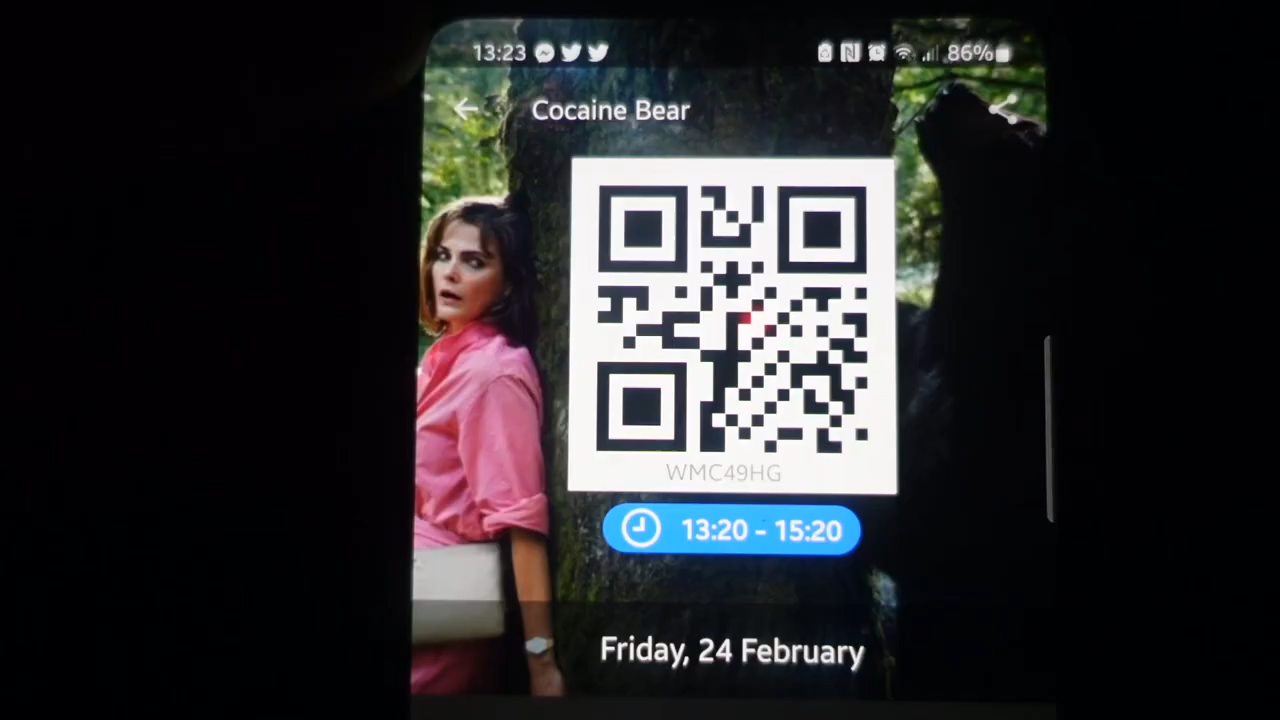 13:23 86%
Cocaine Bear
WMC49HG
13:20 - 15:20
Friday, 24 February